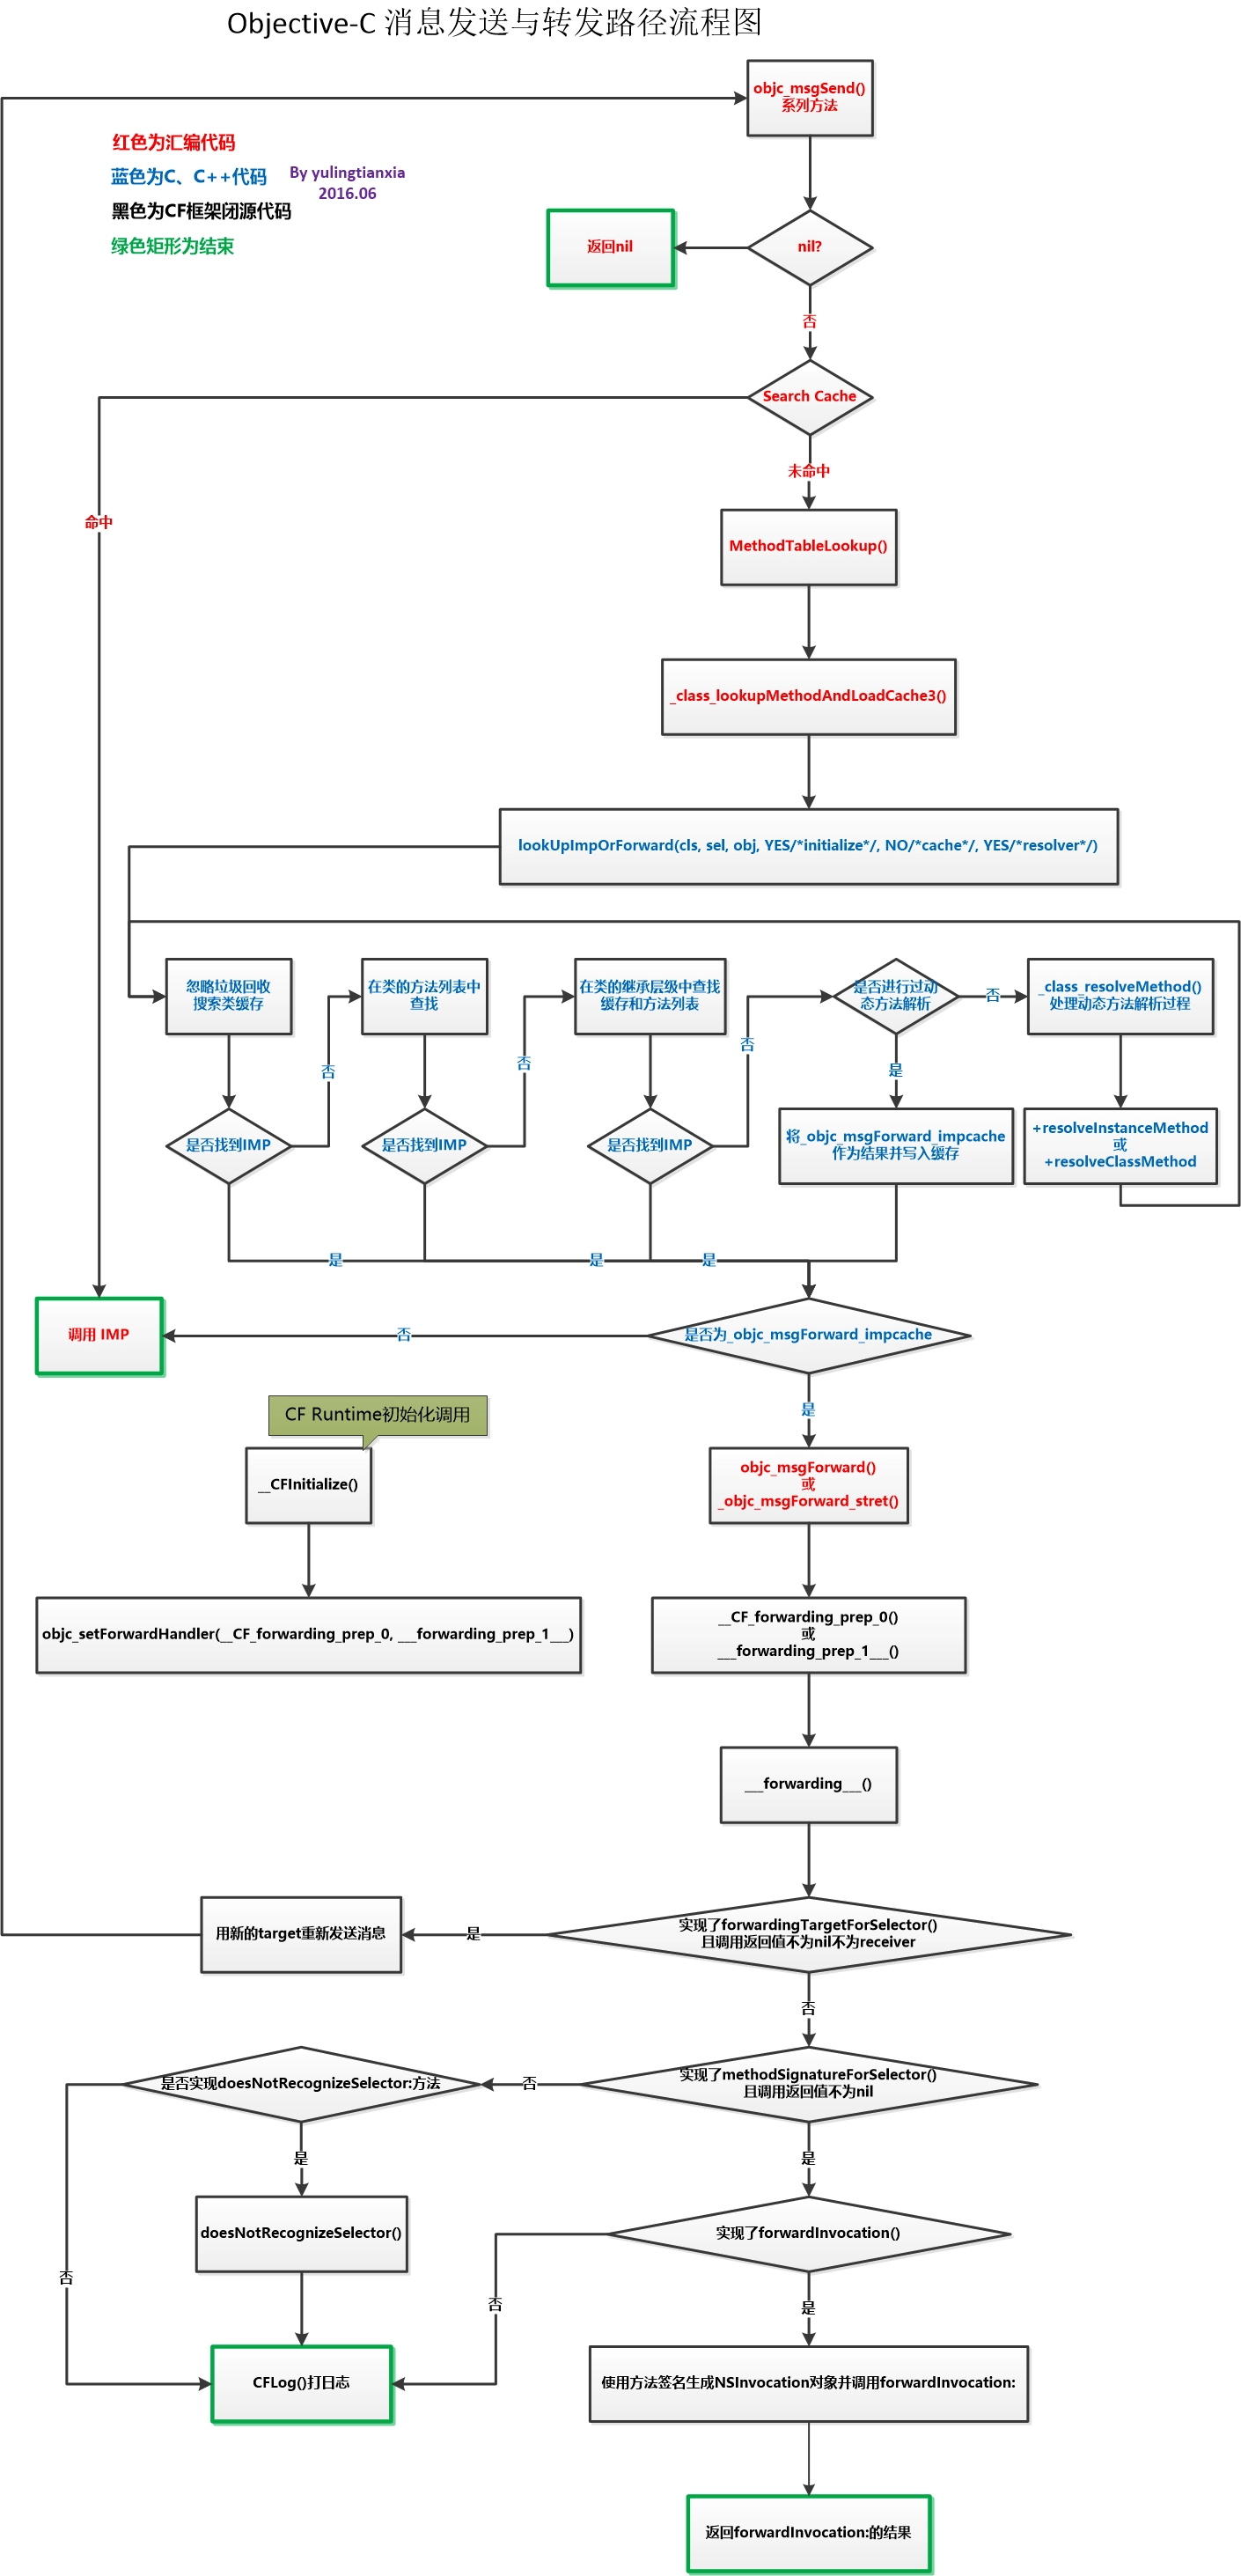 Objective-C 消息发送与转发路径流程图
objc_msgSend()
系列方法
红色为汇编代码
蓝色为C、C++代码
By yulingtianxia
2016.06
黑色为CF框架闭源代码
绿色矩形为结束
返回nil
nil?
否
Search Cache
未命中
命中
MethodTableLookup()
_class_lookupMethodAndLoadCache3()
lookUpImpOrForward(cls, sel, obj, YES/*initialize*/, NO/*cache*/, YES/*resolver*/)
忽略垃圾回收
搜索类缓存
在类的方法列表中
查找
在类的继承层级中查找
缓存和方法列表
是否进行过动
态方法解析
否
_class_resolveMethod()
处理动态方法解析过程
否
否
否
是
是否找到IMP
是否找到IMP
是否找到IMP
将_objc_msgForward_impcache
作为结果并写入缓存
+resolveInstanceMethod
或
+resolveClassMethod
是
是
是
调用 IMP
否
是否为_objc_msgForward_impcache
CF Runtime初始化调用
是
__CFInitialize()
objc_msgForward()
或
_objc_msgForward_stret()
objc_setForwardHandler(__CF_forwarding_prep_0, ___forwarding_prep_1___)
__CF_forwarding_prep_0()
或
___forwarding_prep_1___()
___forwarding___()
用新的target重新发送消息
是
实现了forwardingTargetForSelector()
且调用返回值不为nil不为receiver
否
是否实现doesNotRecognizeSelector:方法
否
实现了methodSignatureForSelector()
且调用返回值不为nil
是
是
doesNotRecognizeSelector()
实现了forwardInvocation()
否
否
是
CFLog()打日志
使用方法签名生成NSInvocation对象并调用forwardInvocation:
返回forwardInvocation:的结果